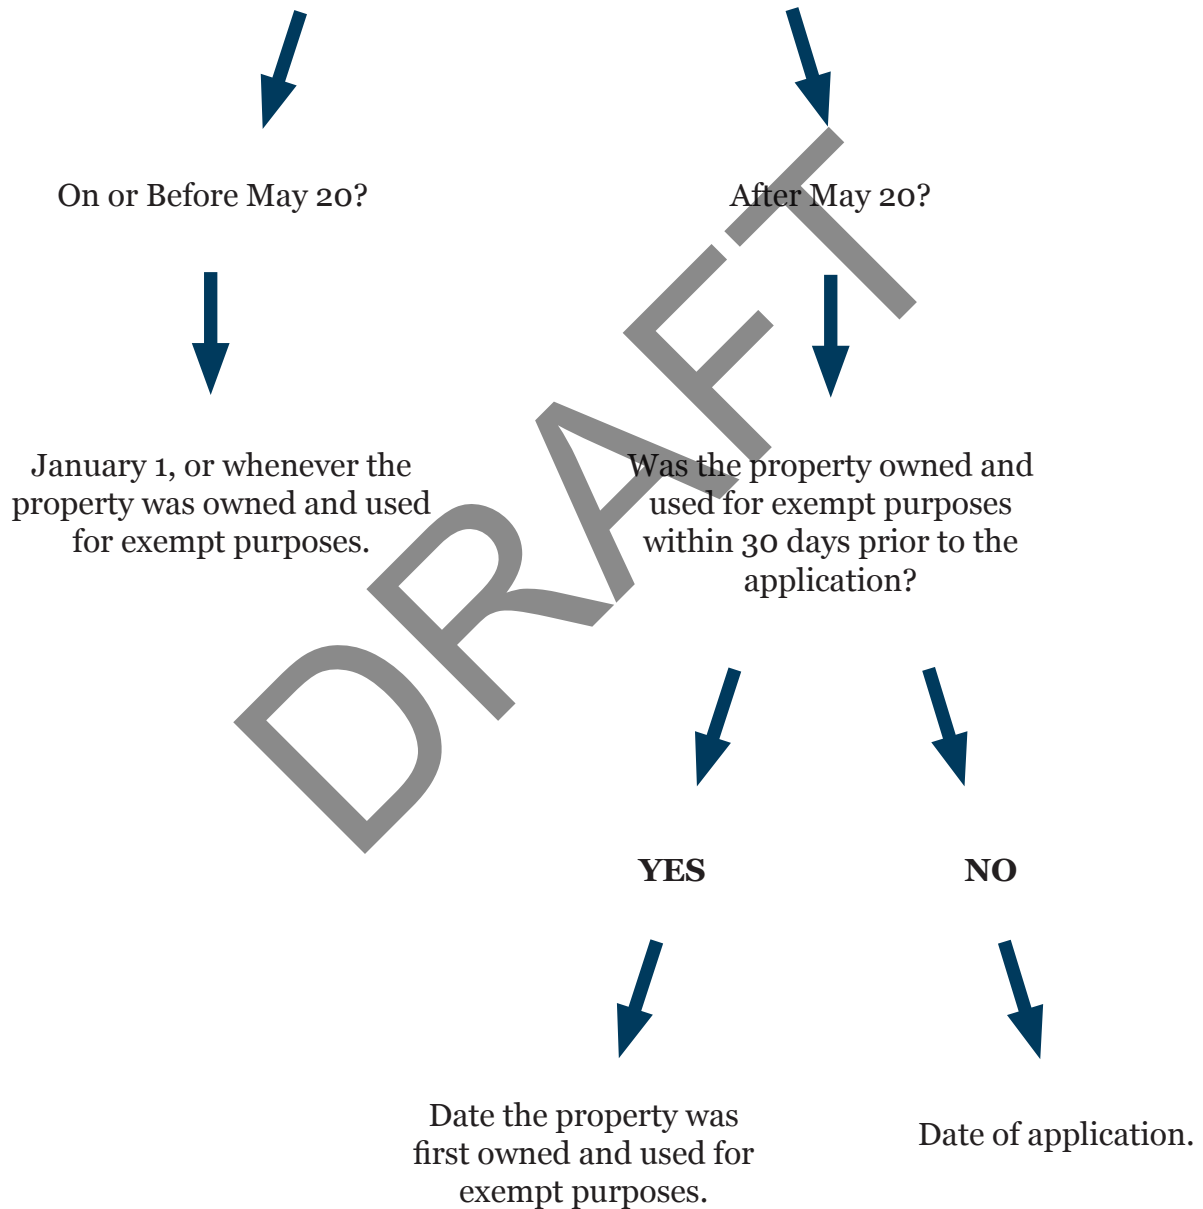 On or Before May 20?
After May 20?
January 1, or whenever the
property was owned and used
for exempt purposes.
Was the property owned and
used for exempt purposes
within 30 days prior to the
application?
DRAFT
YES
NO
Date the property was
first owned and used for
exempt purposes.
Date of application.